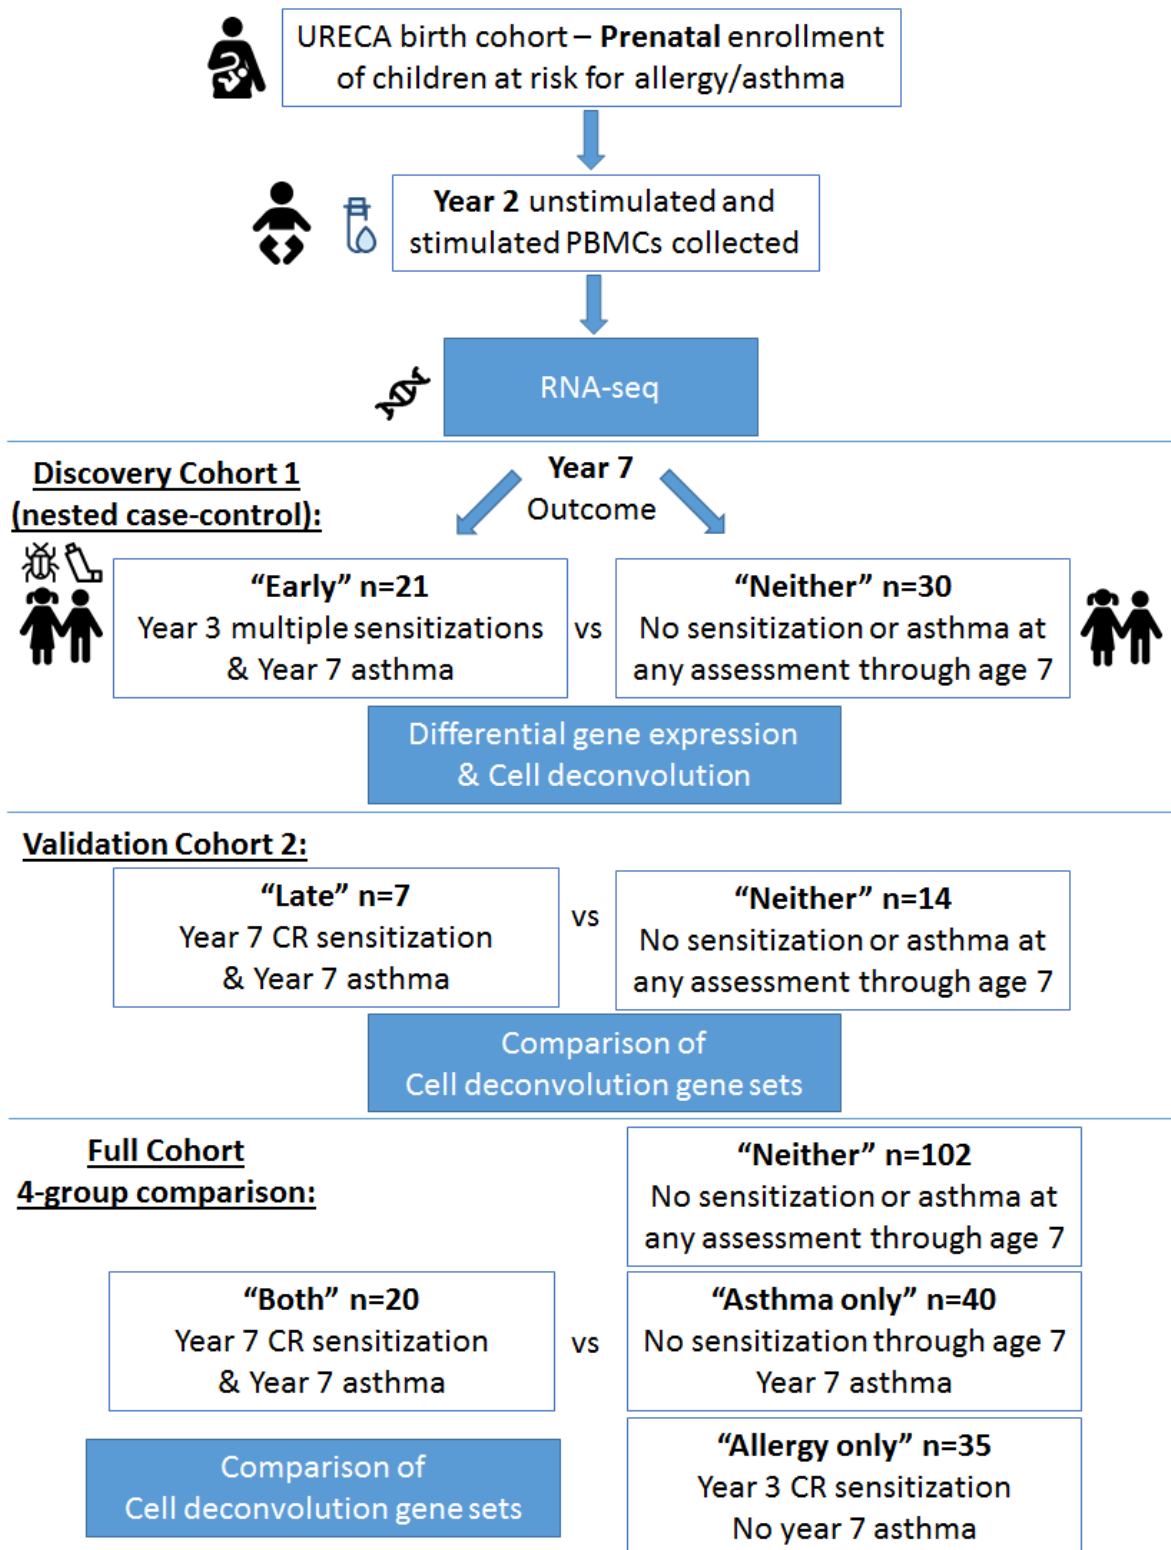 URECA birth cohort – Prenatal enrollment
of children at risk for allergy/asthma
Year 2 unstimulated and
stimulated PBMCs collected
RNA-seq
Discovery Cohort 1
(nested case-control):
Year 7
Outcome
“Early” n=21
Year 3 multiple sensitizations
& Year 7 asthma
vs
“Neither” n=30
No sensitization or asthma at
any assessment through age 7
Differential gene expression
& Cell deconvolution
Validation Cohort 2:
“Late” n=7
Year 7 CR sensitization
& Year 7 asthma
vs
“Neither” n=14
No sensitization or asthma at
any assessment through age 7
Comparison of
Cell deconvolution gene sets
Full Cohort
4-group comparison:
“Neither” n=102
No sensitization or asthma at
any assessment through age 7
“Both” n=20
Year 7 CR sensitization
& Year 7 asthma
vs
“Asthma only” n=40
No sensitization through age 7
Year 7 asthma
“Allergy only” n=35
Year 3 CR sensitization
No year 7 asthma
Comparison of
Cell deconvolution gene sets